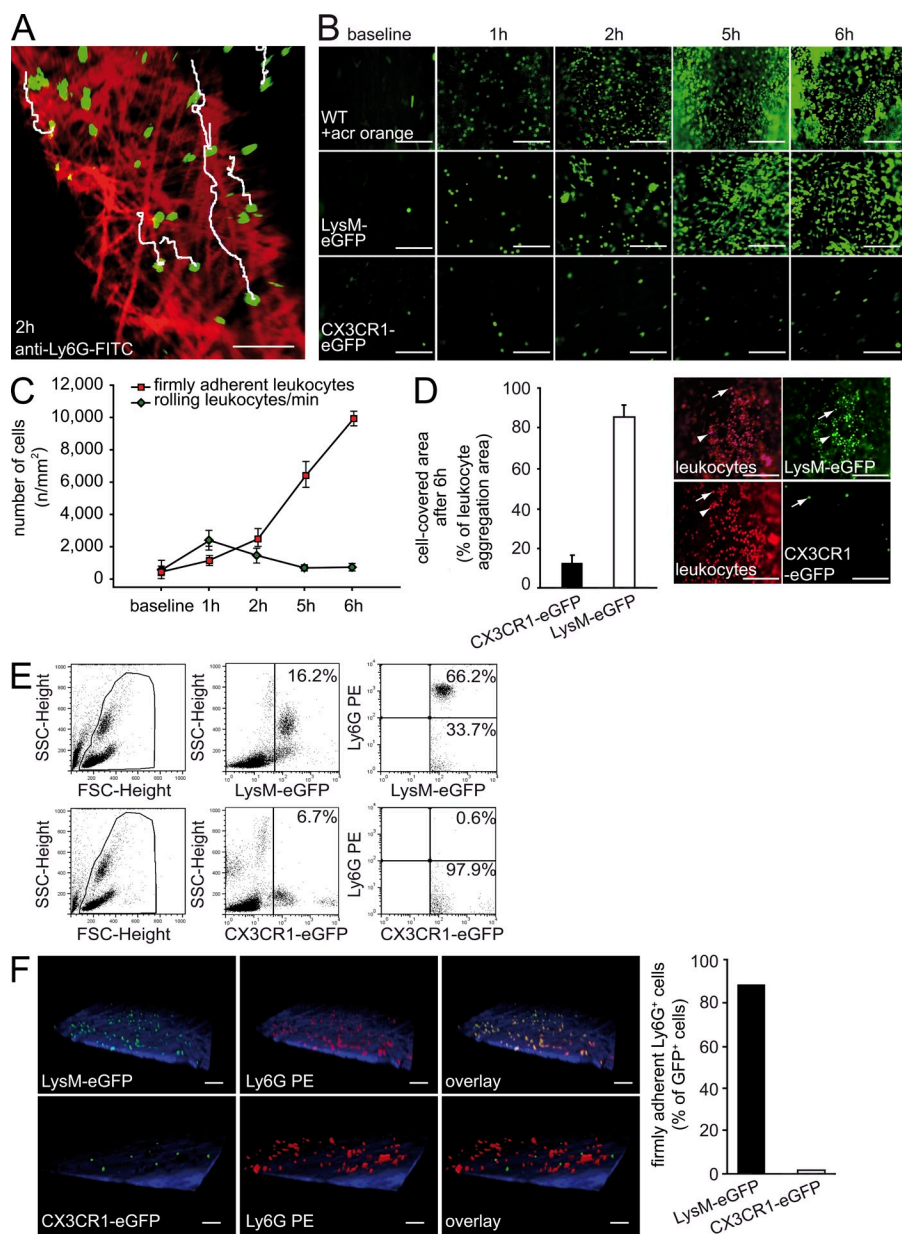 A
2h
anti-Ly6G-FITC
B
baseline 1h 2h 5h 6h
WT
+acr orange
LysM-
eGFP
CX3CR1-
eGFP
C
number of cells
(n/mm²)
12,000
10,000
8,000
6,000
4,000
2,000
0
firmly adherent leukocytes
rolling leukocytes/min
baseline 1h 2h 5h 6h
D
cell-covered area
after 6h
(% of leukocyte
aggregation area)
100
80
60
40
20
0
CX3CR1-eGFP
LysM-eGFP
leukocytes
LysM-eGFP
leukocytes
CX3CR1
-eGFP
E
SSC-Height
FSC-Height
SSC-Height
16.2%
LysM-eGFP
Ly6G PE
66.2%
33.7%
LysM-eGFP
SSC-Height
FSC-Height
SSC-Height
6.7%
CX3CR1-eGFP
Ly6G PE
0.6%
97.9%
CX3CR1-eGFP
F
LysM-eGFP
Ly6G PE
overlay
CX3CR1-eGFP
Ly6G PE
overlay
firmly adherent Ly6G⁺ cells
(% of GFP⁺ cells)
100
80
60
40
20
0
LysM-eGFP
CX3CR1-eGFP